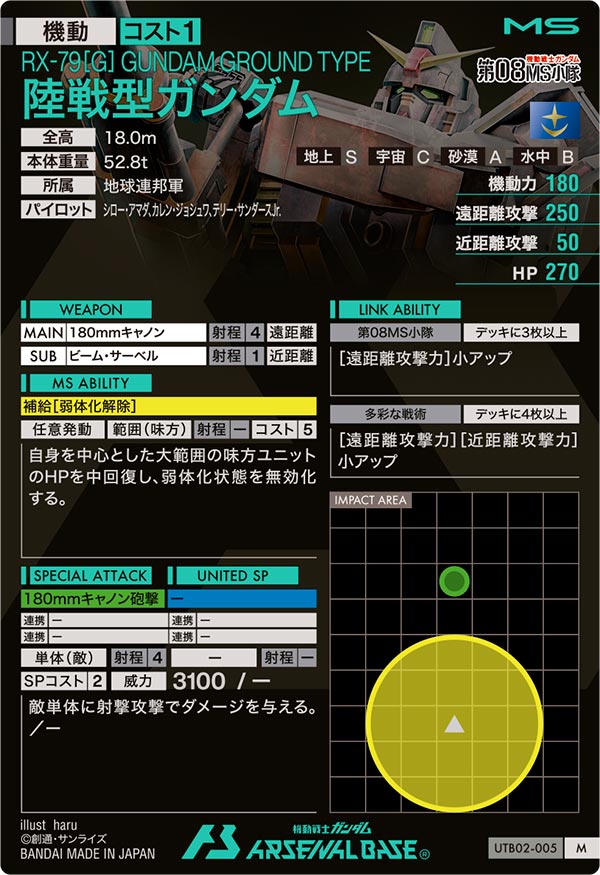 機動 コスト1 MS
RX-79[G] GUNDAM GROUND TYPE
陸戦型ガンダム
機動戦士ガンダム
第08MS小隊
全高 18.0m
本体重量 52.8t
所属 地球連邦軍
パイロット シロー・アマダ,カレン・ジョシュワ,テリー・サンダースJr.
地上 S 宇宙 C 砂漠 A 水中 B
機動力 180
遠距離攻撃 250
近距離攻撃 50
HP 270
WEAPON
MAIN 180mmキャノン 射程 4 遠距離
SUB ビーム・サーベル 射程 1 近距離
MS ABILITY
補給[弱体化解除]
任意発動 範囲(味方) 射程 ー コスト 5
自身を中心とした大範囲の味方ユニット
のHPを中回復し、弱体化状態を無効化
する。
SPECIAL ATTACK UNITED SP
180mmキャノン砲撃 ー
連携 ー 連携 ー
連携 ー 連携 ー
単体(敵) 射程 4 ー 射程 ー
SPコスト 2 威力 3100 / ー
敵単体に射撃攻撃でダメージを与える。
/ー
LINK ABILITY
第08MS小隊 デッキに3枚以上
[遠距離攻撃力]小アップ
多彩な戦術 デッキに4枚以上
[遠距離攻撃力][近距離攻撃力]
小アップ
IMPACT AREA
illust haru
©創通・サンライズ
BANDAI MADE IN JAPAN
機動戦士ガンダム
AB ARSENAL BASE®
UTB02-005 M